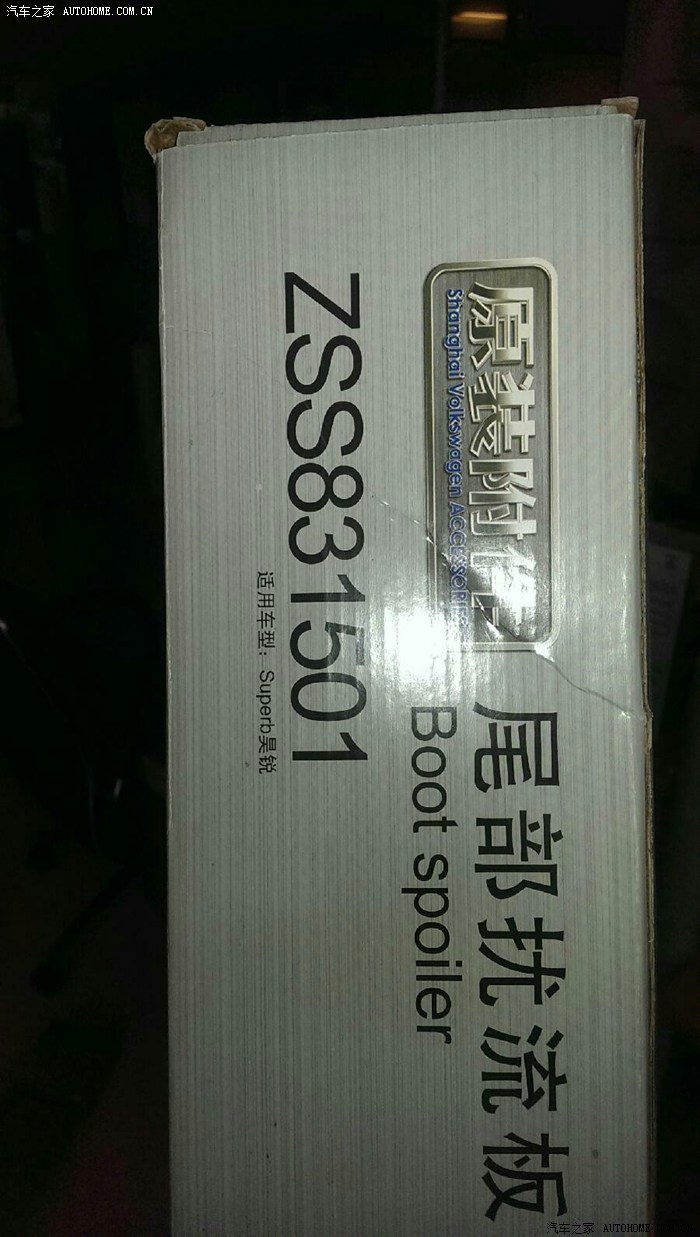 汽车之家 AUTOHOME.COM.CN
原装附件
Shanghai Volkswagen ACCESSORIES
尾部扰流板
Boot spoiler
ZSS831501
适用车型：Superb昊锐
汽车之家 AUTOHOME.COM.CN